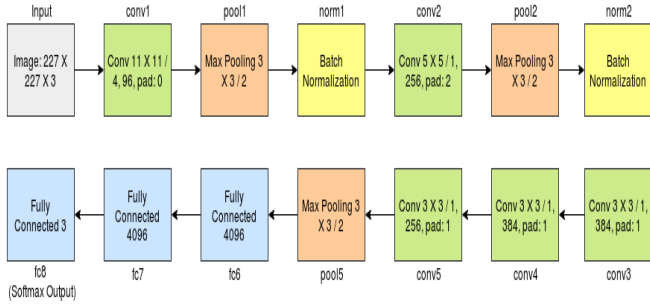 Input conv1 pool1 norm1 conv2 pool2 norm2
Image: 227 X
227 X 3
Conv 11 X 11 /
4, 96, pad: 0
Max Pooling 3
X 3 / 2
Batch
Normalization
Conv 5 X 5 / 1,
256, pad: 2
Max Pooling 3
X 3 / 2
Batch
Normalization
Fully
Connected 3
Fully
Connected
4096
Fully
Connected
4096
Max Pooling 3
X 3 / 2
Conv 3 X 3 / 1,
256, pad: 1
Conv 3 X 3 / 1,
384, pad: 1
Conv 3 X 3 / 1,
384, pad: 1
fc8 fc7 fc6 pool5 conv5 conv4 conv3
(Softmax Output)